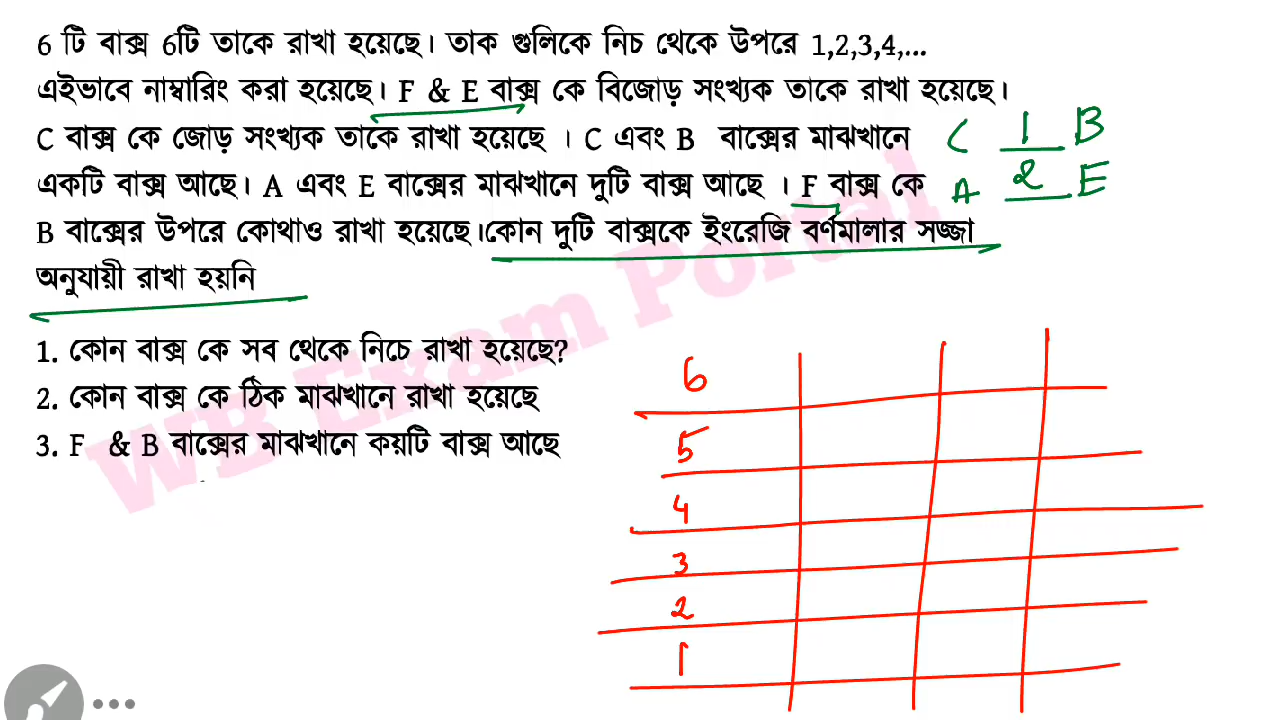 6 টি বাক্স 6টি তাকে রাখা হয়েছে। তাক গুলিকে নিচ থেকে উপরে 1,2,3,4,...
এইভাবে নাম্বারিং করা হয়েছে। F & E বাক্স কে বিজোড় সংখ্যক তাকে রাখা হয়েছে।
C বাক্স কে জোড় সংখ্যক তাকে রাখা হয়েছে । C এবং B বাক্সের মাঝখানে
একটি বাক্স আছে। A এবং E বাক্সের মাঝখানে দুটি বাক্স আছে । F বাক্স কে
B বাক্সের উপরে কোথাও রাখা হয়েছে।কোন দুটি বাক্সকে ইংরেজি বর্ণমালার সজ্জা
অনুযায়ী রাখা হয়নি
C 1 B
A 2 E
1. কোন বাক্স কে সব থেকে নিচে রাখা হয়েছে?
2. কোন বাক্স কে ঠিক মাঝখানে রাখা হয়েছে
3. F & B বাক্সের মাঝখানে কয়টি বাক্স আছে
6
5
4
3
2
1
WB Exam Portal